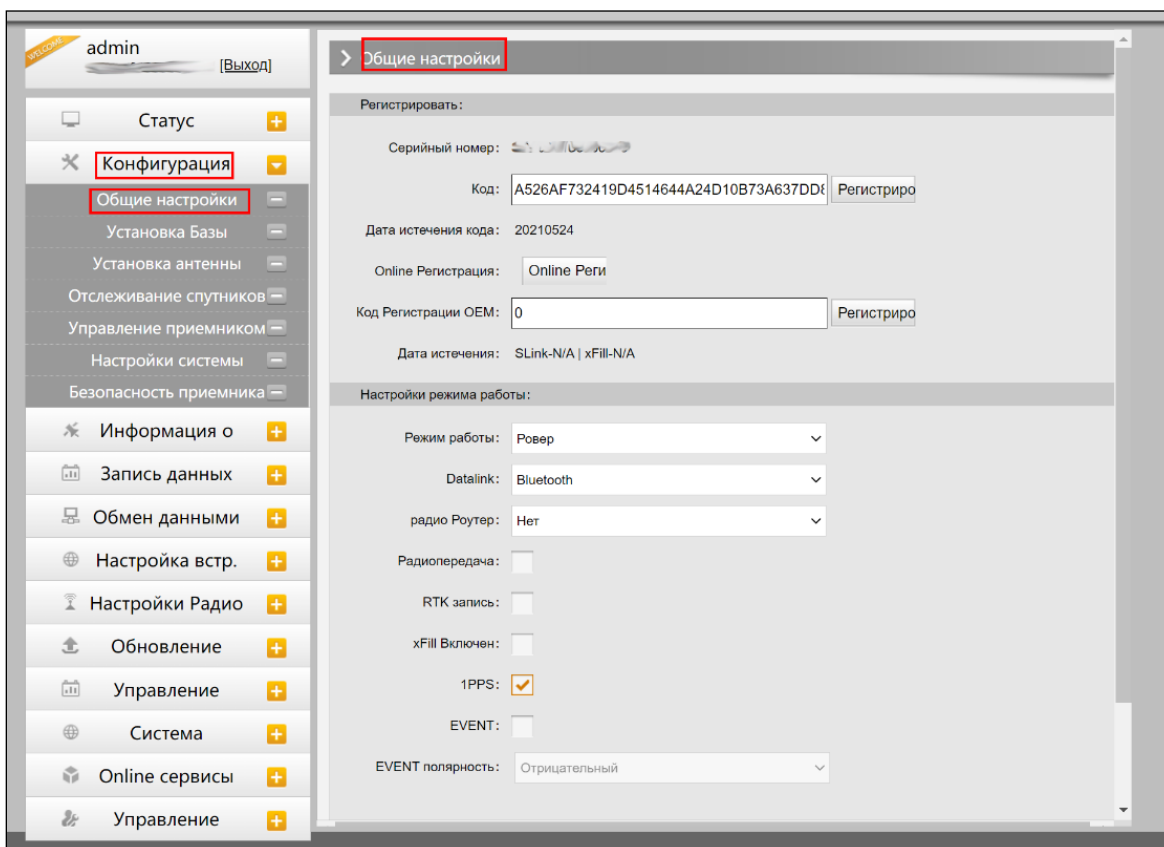 WELCOME
admin
[Выход]
Статус
Конфигурация
Общие настройки
Установка Базы
Установка антенны
Отслеживание спутников
Управление приемником
Настройки системы
Безопасность приемника
Информация о
Запись данных
Обмен данными
Настройка встр.
Настройки Радио
Обновление
Управление
Система
Online сервисы
Управление
Общие настройки
Регистрировать:
Серийный номер:
Код: A526AF732419D4514644A24D10B73A637DD8 Регистриро
Дата истечения кода: 20210524
Online Регистрация: Online Реги
Код Регистрации OEM: 0 Регистриро
Дата истечения: SLink-N/A | xFill-N/A
Настройки режима работы:
Режим работы: Ровер
Datalink: Bluetooth
радио Роутер: Нет
Радиопередача:
RTK запись:
xFill Включен:
1PPS:
EVENT:
EVENT полярность: Отрицательный